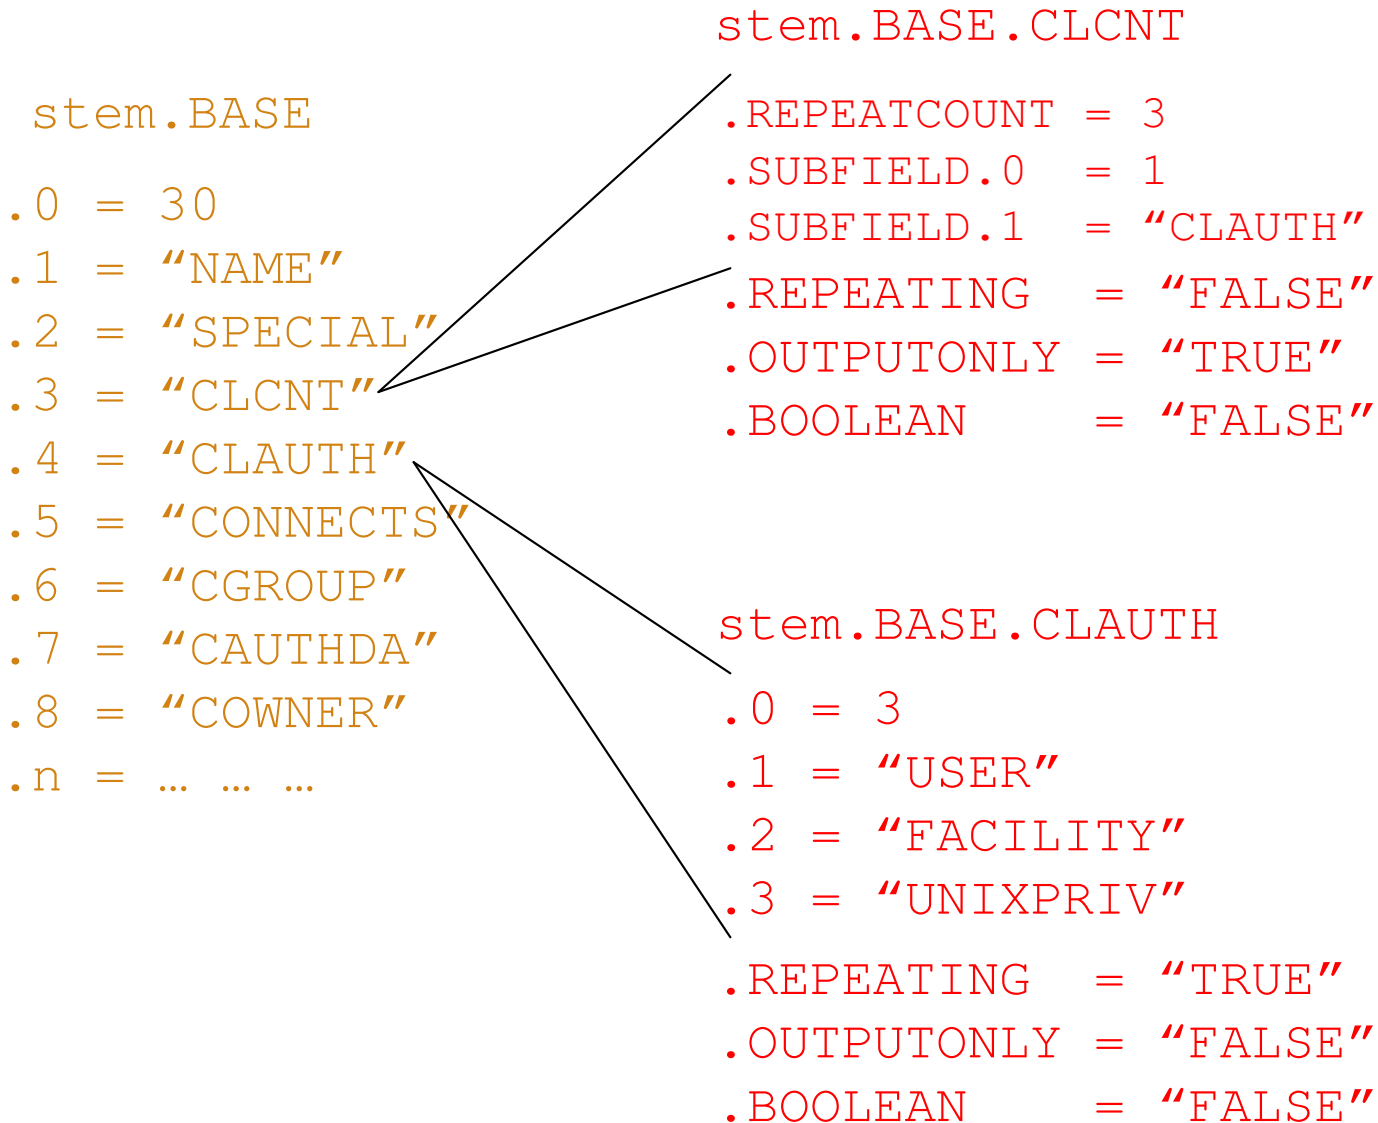 stem.BASE
.0 = 30
.1 = “NAME”
.2 = “SPECIAL”
.3 = “CLCNT”
.4 = “CLAUTH”
.5 = “CONNECTS”
.6 = “CGROUP”
.7 = “CAUTHDA”
.8 = “COWNER”
.n = … … …
stem.BASE.CLCNT
.REPEATCOUNT = 3
.SUBFIELD.0 = 1
.SUBFIELD.1 = “CLAUTH”
.REPEATING = “FALSE”
.OUTPUTONLY = “TRUE”
.BOOLEAN = “FALSE”
stem.BASE.CLAUTH
.0 = 3
.1 = “USER”
.2 = “FACILITY”
.3 = “UNIXPRIV”
.REPEATING = “TRUE”
.OUTPUTONLY = “FALSE”
.BOOLEAN = “FALSE”